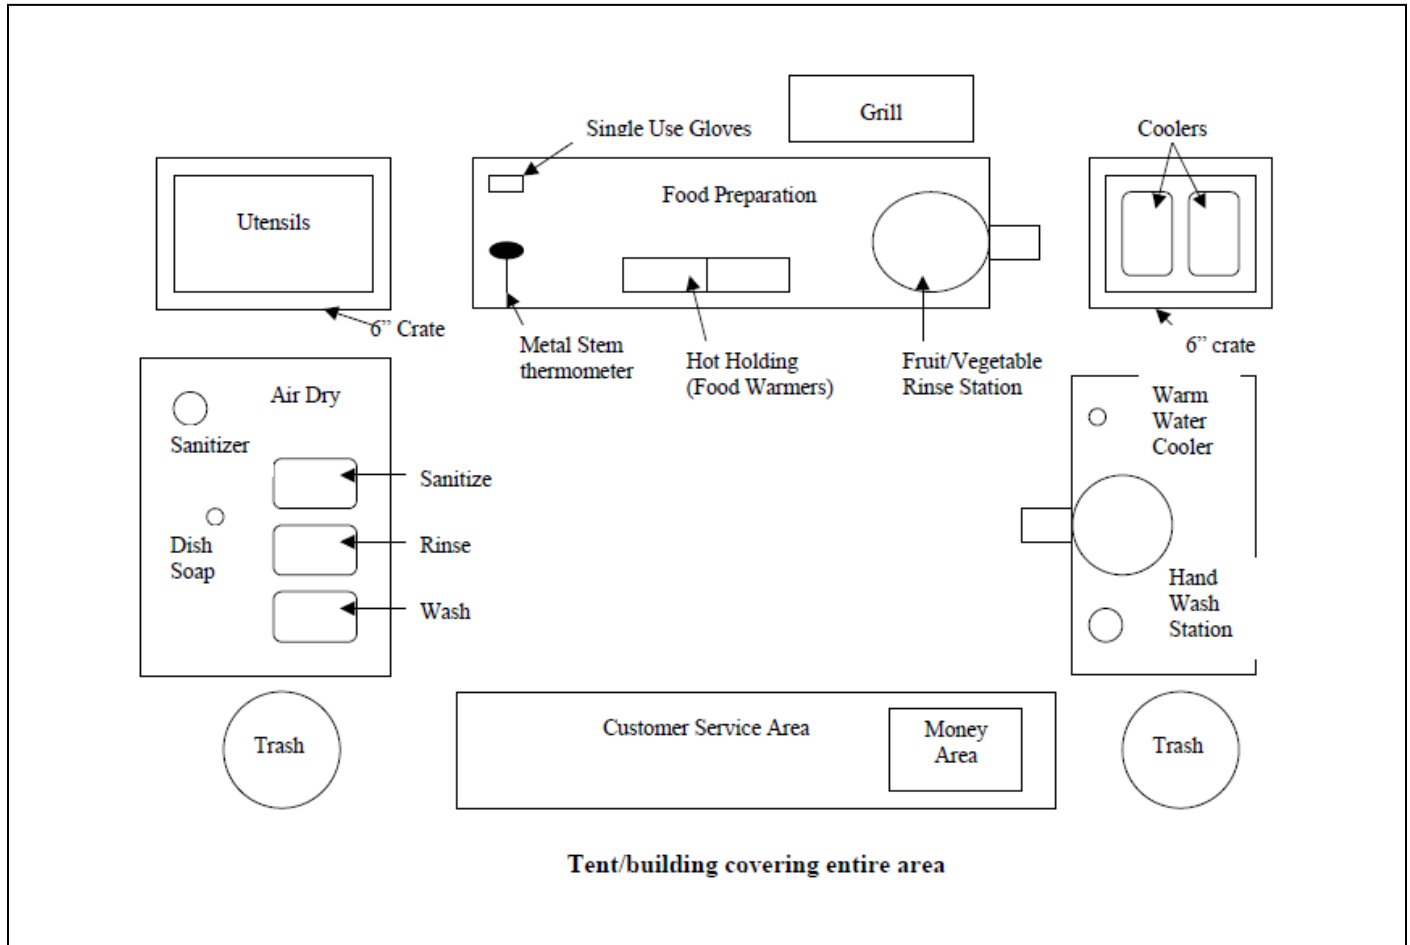 Grill
Single Use Gloves
Coolers
Food Preparation
Utensils
6” Crate
Metal Stem
thermometer
Hot Holding
(Food Warmers)
Fruit/Vegetable
Rinse Station
6” crate
Air Dry
Sanitizer
Sanitize
Dish
Soap
Rinse
Wash
Warm
Water
Cooler
Hand
Wash
Station
Trash
Customer Service Area
Money
Area
Trash
Tent/building covering entire area